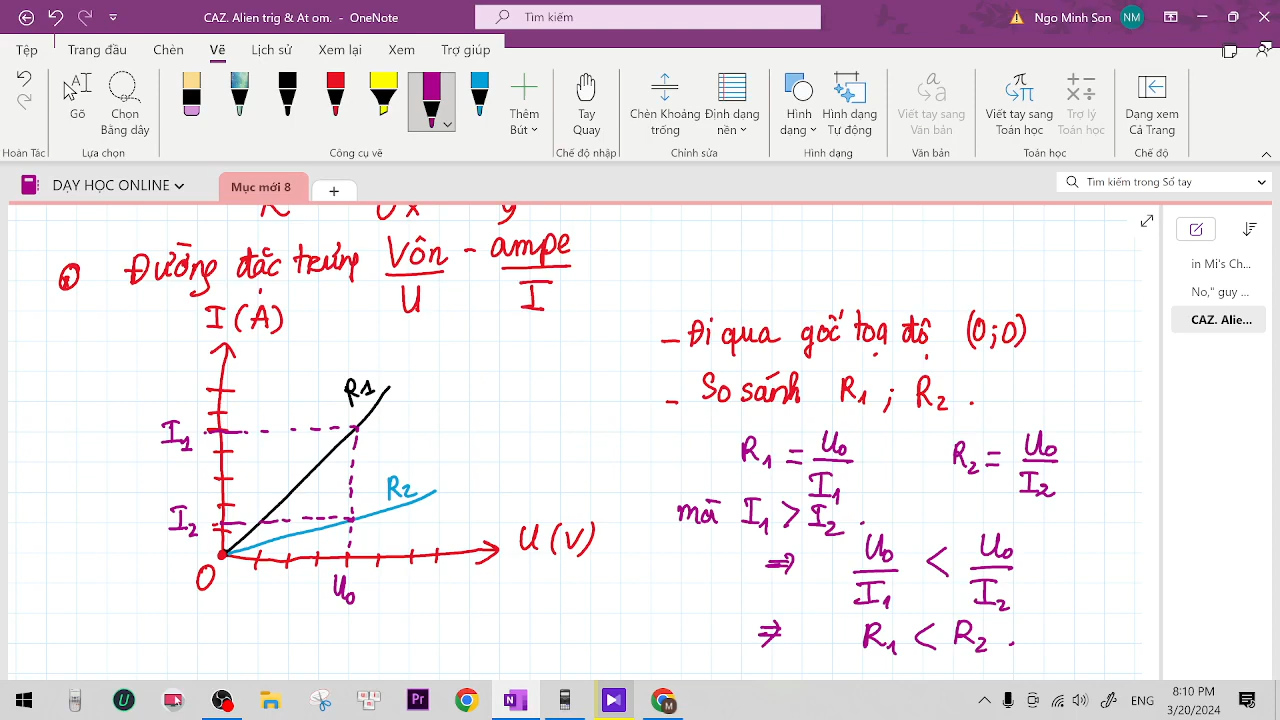 CAZ. Alien... - OneNote
Tìm kiếm
Ngo Minh Son
NM
Tệp Trang đầu Chèn Vẽ Lịch sử Xem lại Xem Trợ giúp
Gõ
Chọn Bằng dây
Thêm Bút
Tay Quay
Chèn Khoảng trống
Định dạng nền
Hình dạng
Hình dạng Tự động
Viết tay sang Văn bản
Viết tay sang Toán học
Trợ lý Toán học
Dạng xem Cả Trang
Hoàn Tác Lựa chọn Công cụ vẽ Chế độ nhập Chỉnh sửa Hình dạng Văn bản Toán học Chế độ
DẠY HỌC ONLINE
Mục mới 8
+
Tìm kiếm trong Sổ tay
in Mi's Ch...
No," guy ...
CAZ. Alien...
Đường đặc trưng Vôn/U - ampe/I
I (A)
R1
I₁
R2
I₂
U (V)
O
U₀
- Đi qua gốc toạ độ (0;0)
- So sánh R₁ ; R₂ .
R₁ = U₀/I₁ R₂ = U₀/I₂
mà I₁ > I₂ .
⇒ U₀/I₁ < U₀/I₂
⇒ R₁ < R₂ .
Pr
N
M
ENG
8:10 PM
3/20/2024